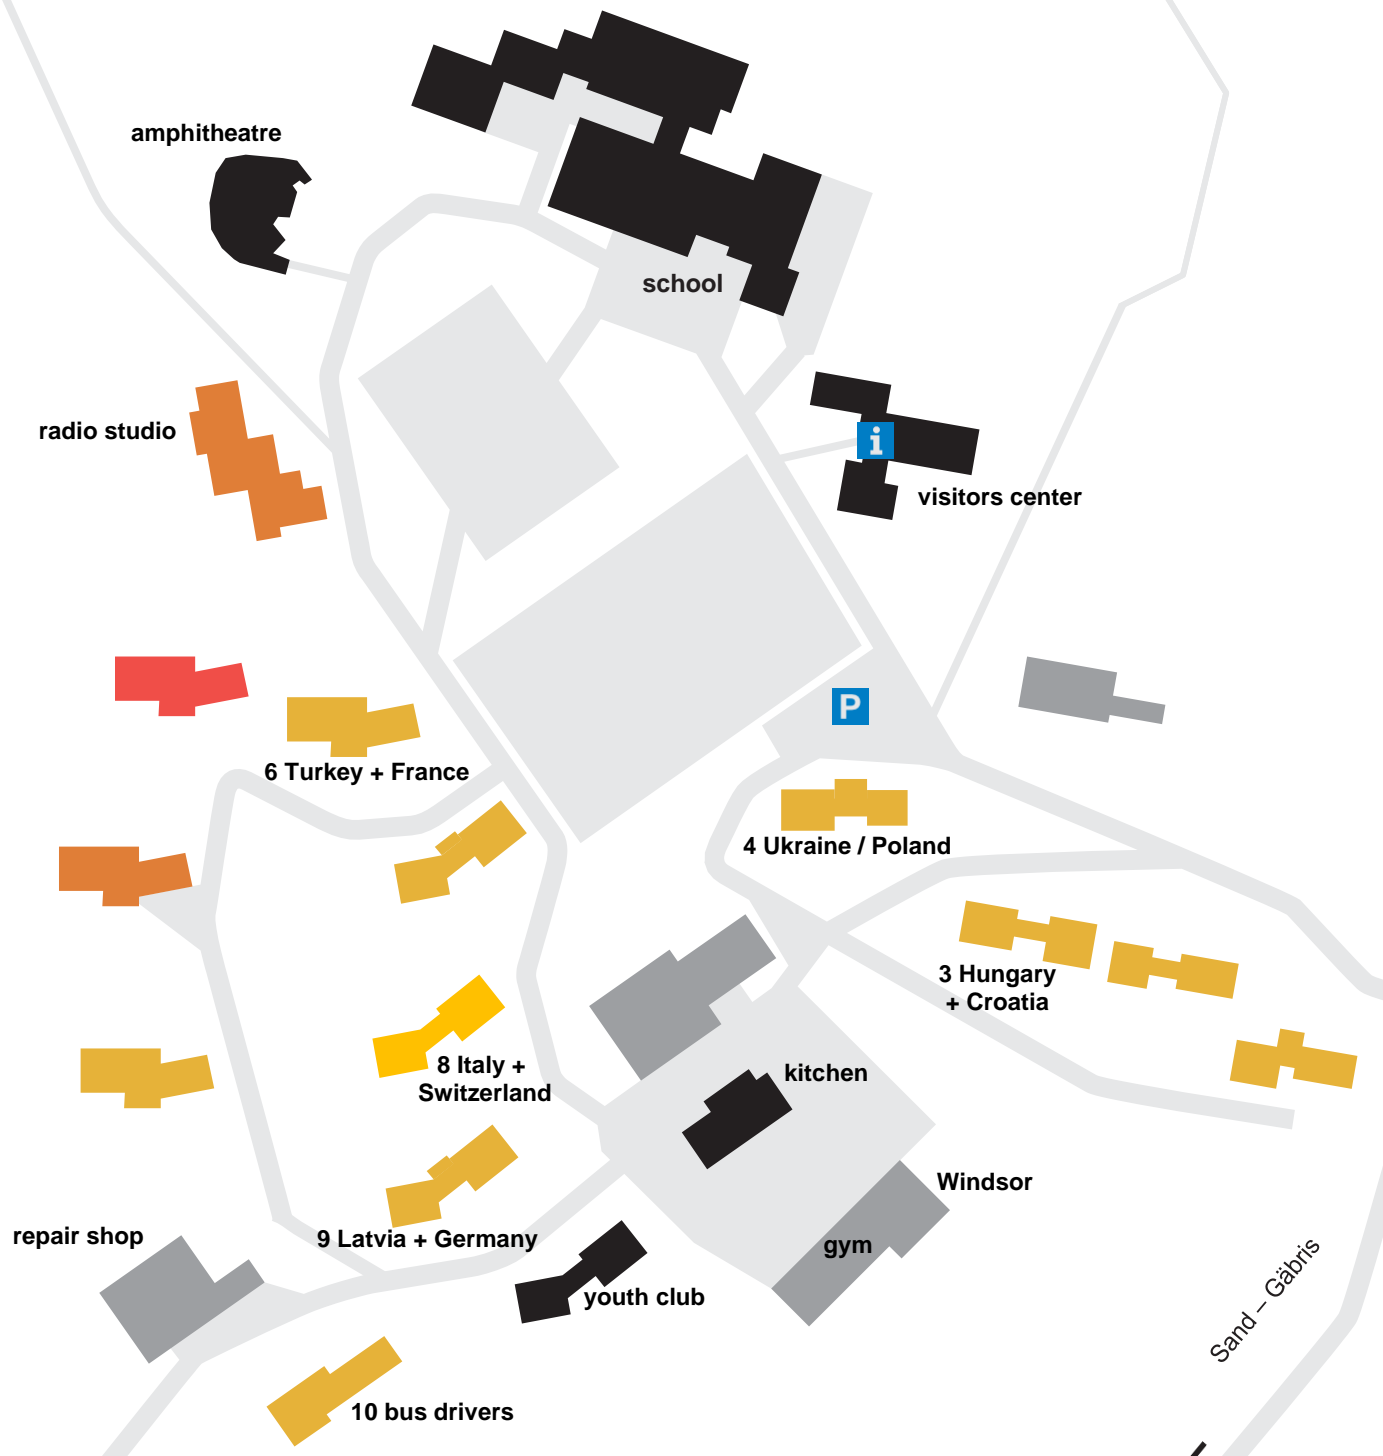 amphitheatre
school
radio studio
i
visitors center
P
6 Turkey + France
4 Ukraine / Poland
3 Hungary
+ Croatia
8 Italy +
Switzerland
kitchen
Windsor
repair shop
9 Latvia + Germany
gym
youth club
Sand – Gäbris
10 bus drivers